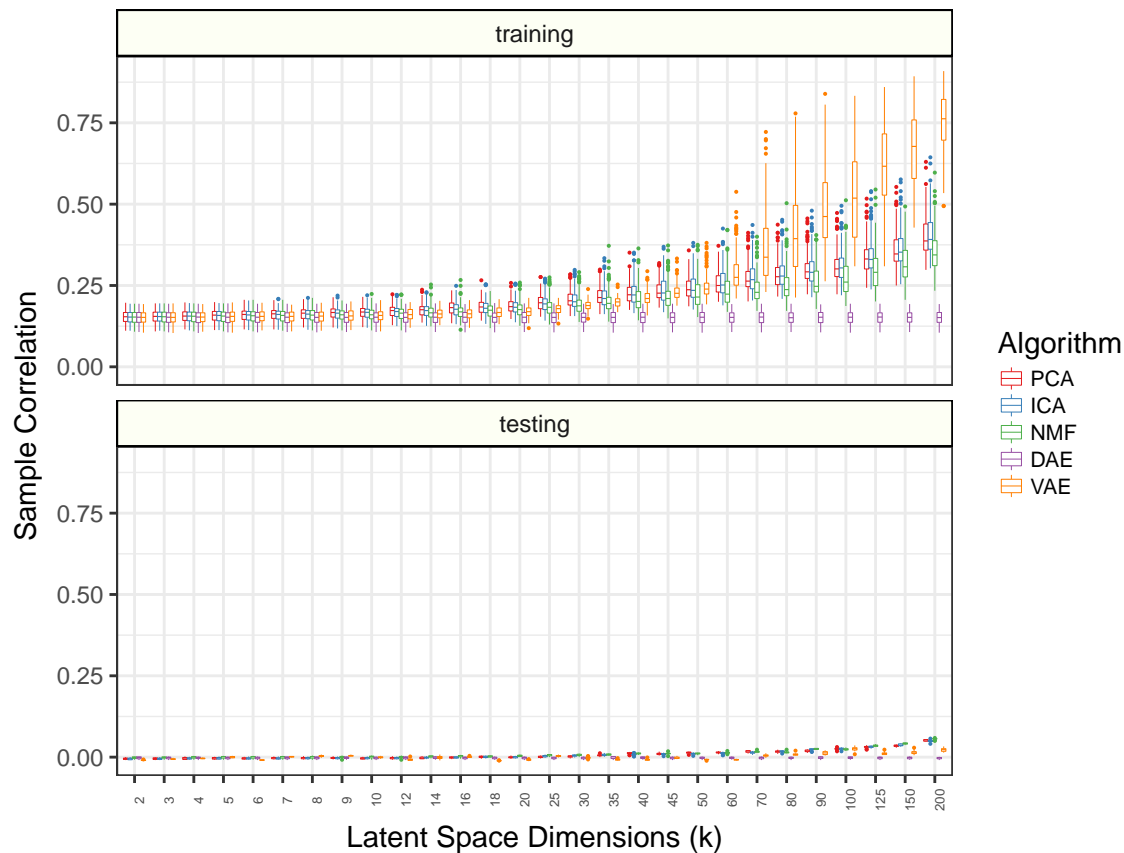 training
0.75
0.50
0.25
0.00
testing
0.75
0.50
0.25
0.00
Sample Correlation
2 3 4 5 6 7 8 9 10 12 14 16 18 20 25 30 35 40 45 50 60 70 80 90 100 125 150 200
Latent Space Dimensions (k)
Algorithm
PCA
ICA
NMF
DAE
VAE